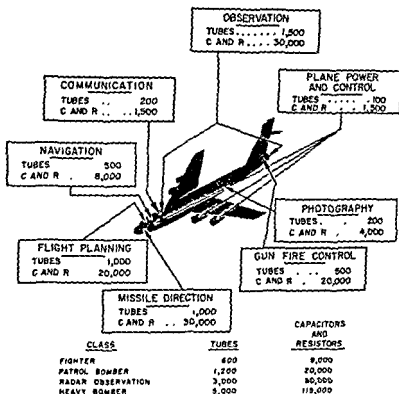 OBSERVATION
TUBES....... 1,500
C AND R.... 30,000
COMMUNICATION
TUBES .. 200
C AND R .. 1,500
PLANE POWER
AND CONTROL
TUBES ..... 100
C AND R.... 1,500
NAVIGATION
TUBES 500
C AND R . 8,000
PHOTOGRAPHY
TUBES. . . 200
C AND R 4,000
FLIGHT PLANNING
TUBES 1,000
C AND R 20,000
GUN FIRE CONTROL
TUBES ... 500
C AND R . 20,000
MISSILE DIRECTION
TUBES 1,000
C AND R .. 30,000
CLASS TUBES CAPACITORS AND RESISTORS
FIGHTER 600 9,000
PATROL BOMBER 1,200 20,000
RADAR OBSERVATION 3,000
HEAVY BOMBER 5,000 115,000